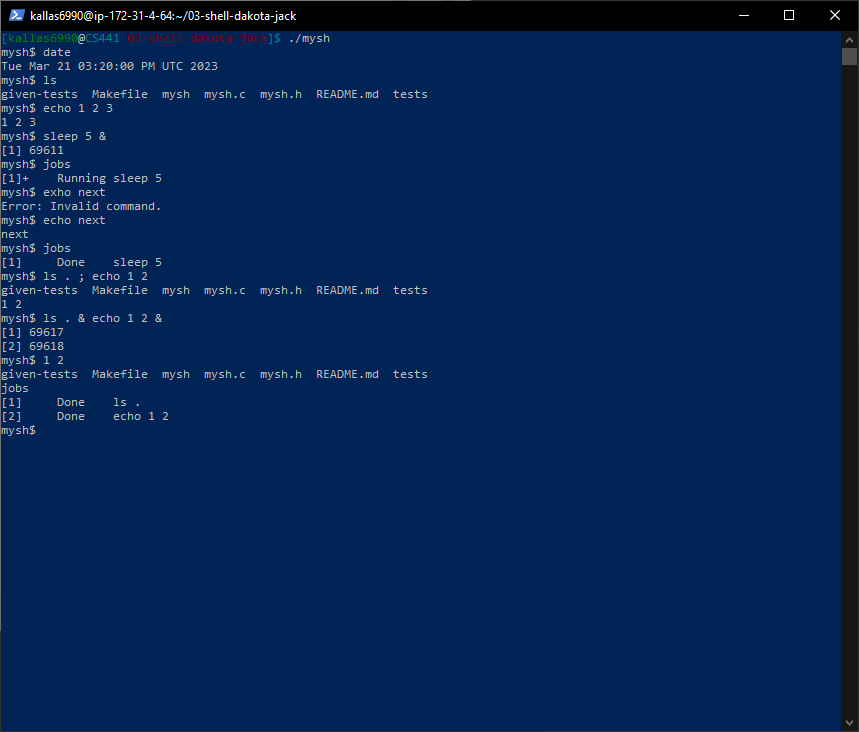 kallas6990@ip-172-31-4-64:~/03-shell-dakota-jack
[kallas6990@CS441 03-shell-dakota-jack]$ ./mysh
mysh$ date
Tue Mar 21 03:20:00 PM UTC 2023
mysh$ ls
given-tests  Makefile  mysh  mysh.c  mysh.h  README.md  tests
mysh$ echo 1 2 3
1 2 3
mysh$ sleep 5 &
[1] 69611
mysh$ jobs
[1]+    Running sleep 5
mysh$ exho next
Error: Invalid command.
mysh$ echo next
next
mysh$ jobs
[1]     Done    sleep 5
mysh$ ls . ; echo 1 2
given-tests  Makefile  mysh  mysh.c  mysh.h  README.md  tests
1 2
mysh$ ls . & echo 1 2 &
[1] 69617
[2] 69618
mysh$ 1 2
given-tests  Makefile  mysh  mysh.c  mysh.h  README.md  tests
jobs
[1]     Done    ls .
[2]     Done    echo 1 2
mysh$